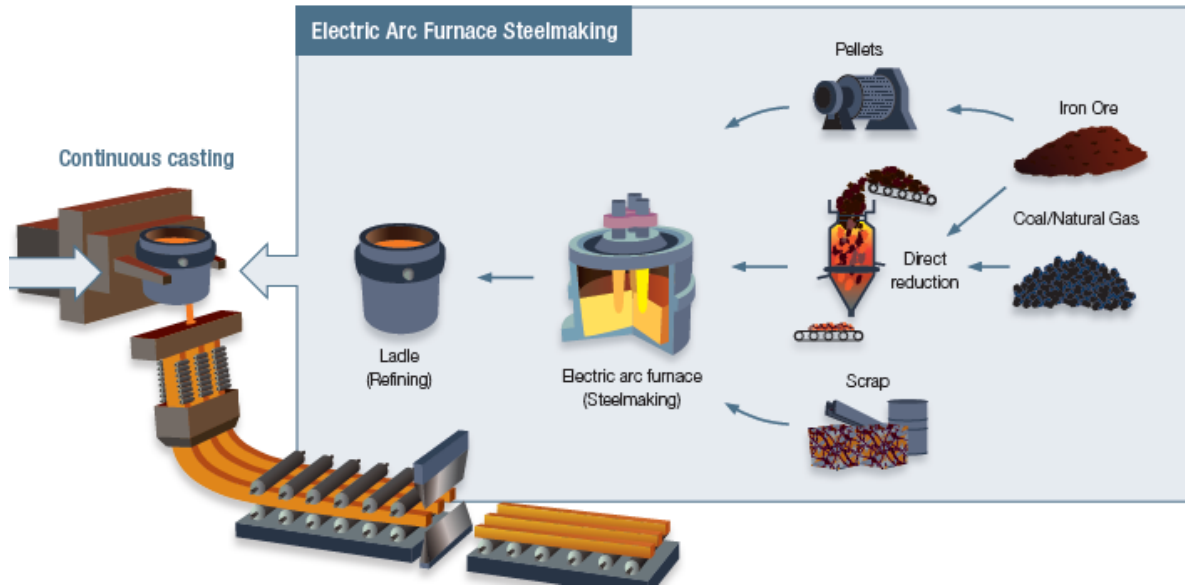 Electric Arc Furnace Steelmaking
Pellets
Iron Ore
Continuous casting
Coal/Natural Gas
Direct
reduction
Ladle
(Refining)
Electric arc furnace
(Steelmaking)
Scrap